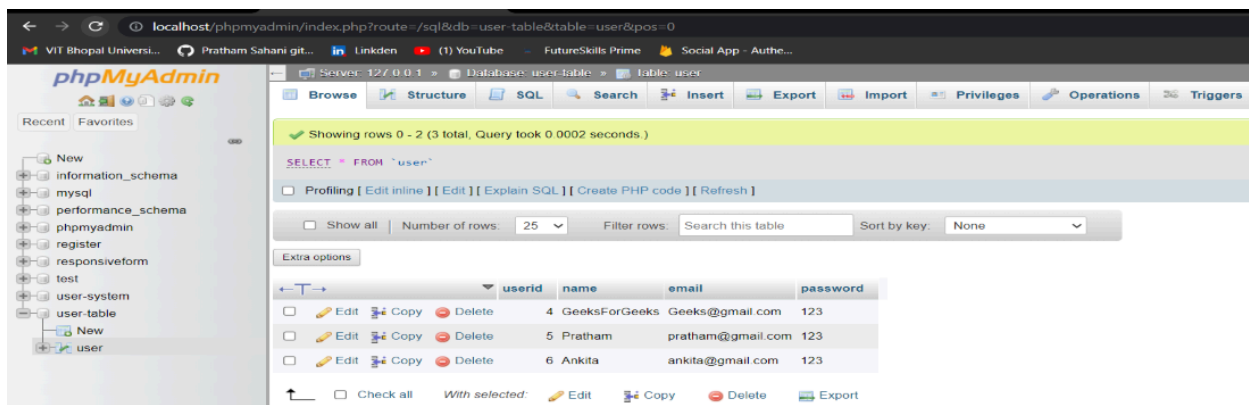 localhost/phpmyadmin/index.php?route=/sql&db=user-table&table=user&pos=0
VIT Bhopal Universi... Pratham Sahani git... in Linkden (1) YouTube FutureSkills Prime Social App - Authe...
phpMyAdmin
Recent Favorites
New
information_schema
mysql
performance_schema
phpmyadmin
register
responsiveform
test
user-system
user-table
New
user
Server: 127.0.0.1 » Database: user-table » Table: user
Browse Structure SQL Search Insert Export Import Privileges Operations Triggers
Showing rows 0 - 2 (3 total, Query took 0.0002 seconds.)
SELECT * FROM `user`
Profiling [ Edit inline ] [ Edit ] [ Explain SQL ] [ Create PHP code ] [ Refresh ]
Show all | Number of rows: 25 Filter rows: Search this table Sort by key: None
Extra options
←T→ userid name email password
Edit Copy Delete 4 GeeksForGeeks Geeks@gmail.com 123
Edit Copy Delete 5 Pratham pratham@gmail.com 123
Edit Copy Delete 6 Ankita ankita@gmail.com 123
Check all With selected: Edit Copy Delete Export